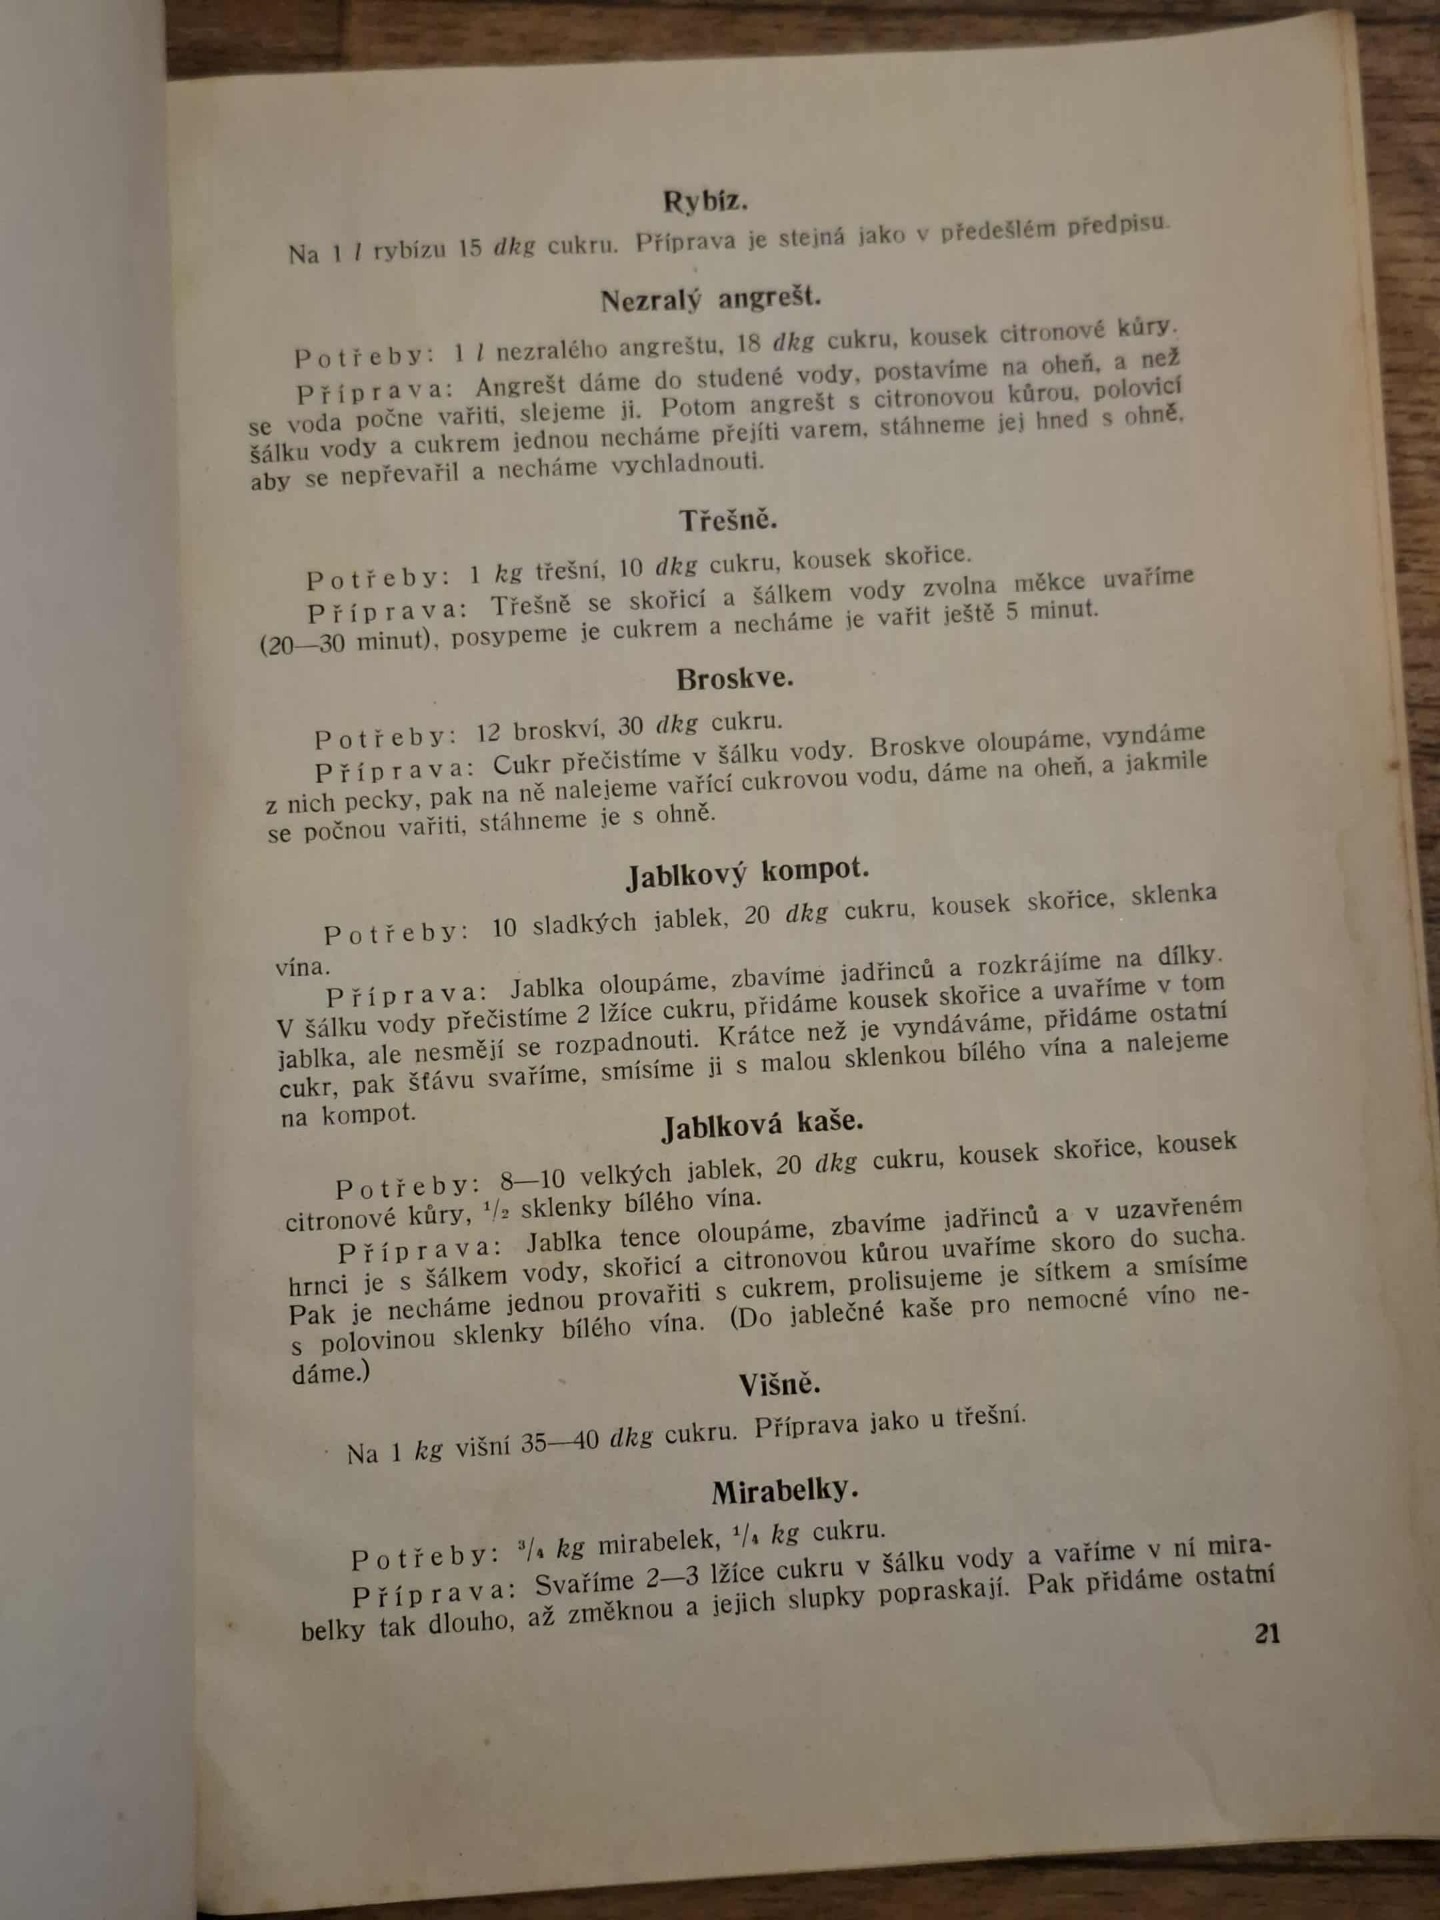 Rybíz.
Na 1 l rybízu 15 dkg cukru. Příprava je stejná jako v předešlém předpisu.
Nezralý angrešt.
Potřeby: 1 l nezralého angreštu, 18 dkg cukru, kousek citronové kůry.
Příprava: Angrešt dáme do studené vody, postavíme na oheň, a než
se voda počne vařiti, slejeme ji. Potom angrešt s citronovou kůrou, polovicí
šálku vody a cukrem jednou necháme přejíti varem, stáhneme jej hned s ohně,
aby se nepřevařil a necháme vychladnouti.
Třešně.
Potřeby: 1 kg třešní, 10 dkg cukru, kousek skořice.
Příprava: Třešně se skořicí a šálkem vody zvolna měkce uvaříme
(20—30 minut), posypeme je cukrem a necháme je vařit ještě 5 minut.
Broskve.
Potřeby: 12 broskví, 30 dkg cukru.
Příprava: Cukr přečistíme v šálku vody. Broskve oloupáme, vyndáme
z nich pecky, pak na ně nalejeme vařící cukrovou vodu, dáme na oheň, a jakmile
se počnou vařiti, stáhneme je s ohně.
Jablkový kompot.
Potřeby: 10 sladkých jablek, 20 dkg cukru, kousek skořice, sklenka
vína.
Příprava: Jablka oloupáme, zbavíme jadřinců a rozkrájíme na dílky.
V šálku vody přečistíme 2 lžíce cukru, přidáme kousek skořice a uvaříme v tom
jablka, ale nesmějí se rozpadnouti. Krátce než je vyndáváme, přidáme ostatní
cukr, pak šťávu svaříme, smísíme ji s malou sklenkou bílého vína a nalejeme
na kompot.
Jablková kaše.
Potřeby: 8—10 velkých jablek, 20 dkg cukru, kousek skořice, kousek
citronové kůry, ¹/₂ sklenky bílého vína.
Příprava: Jablka tence oloupáme, zbavíme jadřinců a v uzavřeném
hrnci je s šálkem vody, skořicí a citronovou kůrou uvaříme skoro do sucha.
Pak je necháme jednou provařiti s cukrem, prolisujeme je sítkem a smísíme
s polovinou sklenky bílého vína. (Do jablečné kaše pro nemocné víno ne-
dáme.)
Višně.
Na 1 kg višní 35—40 dkg cukru. Příprava jako u třešní.
Mirabelky.
Potřeby: ³/₄ kg mirabelek, ¹/₄ kg cukru.
Příprava: Svaříme 2—3 lžíce cukru v šálku vody a vaříme v ní mira-
belky tak dlouho, až změknou a jejich slupky popraskají. Pak přidáme ostatní
21